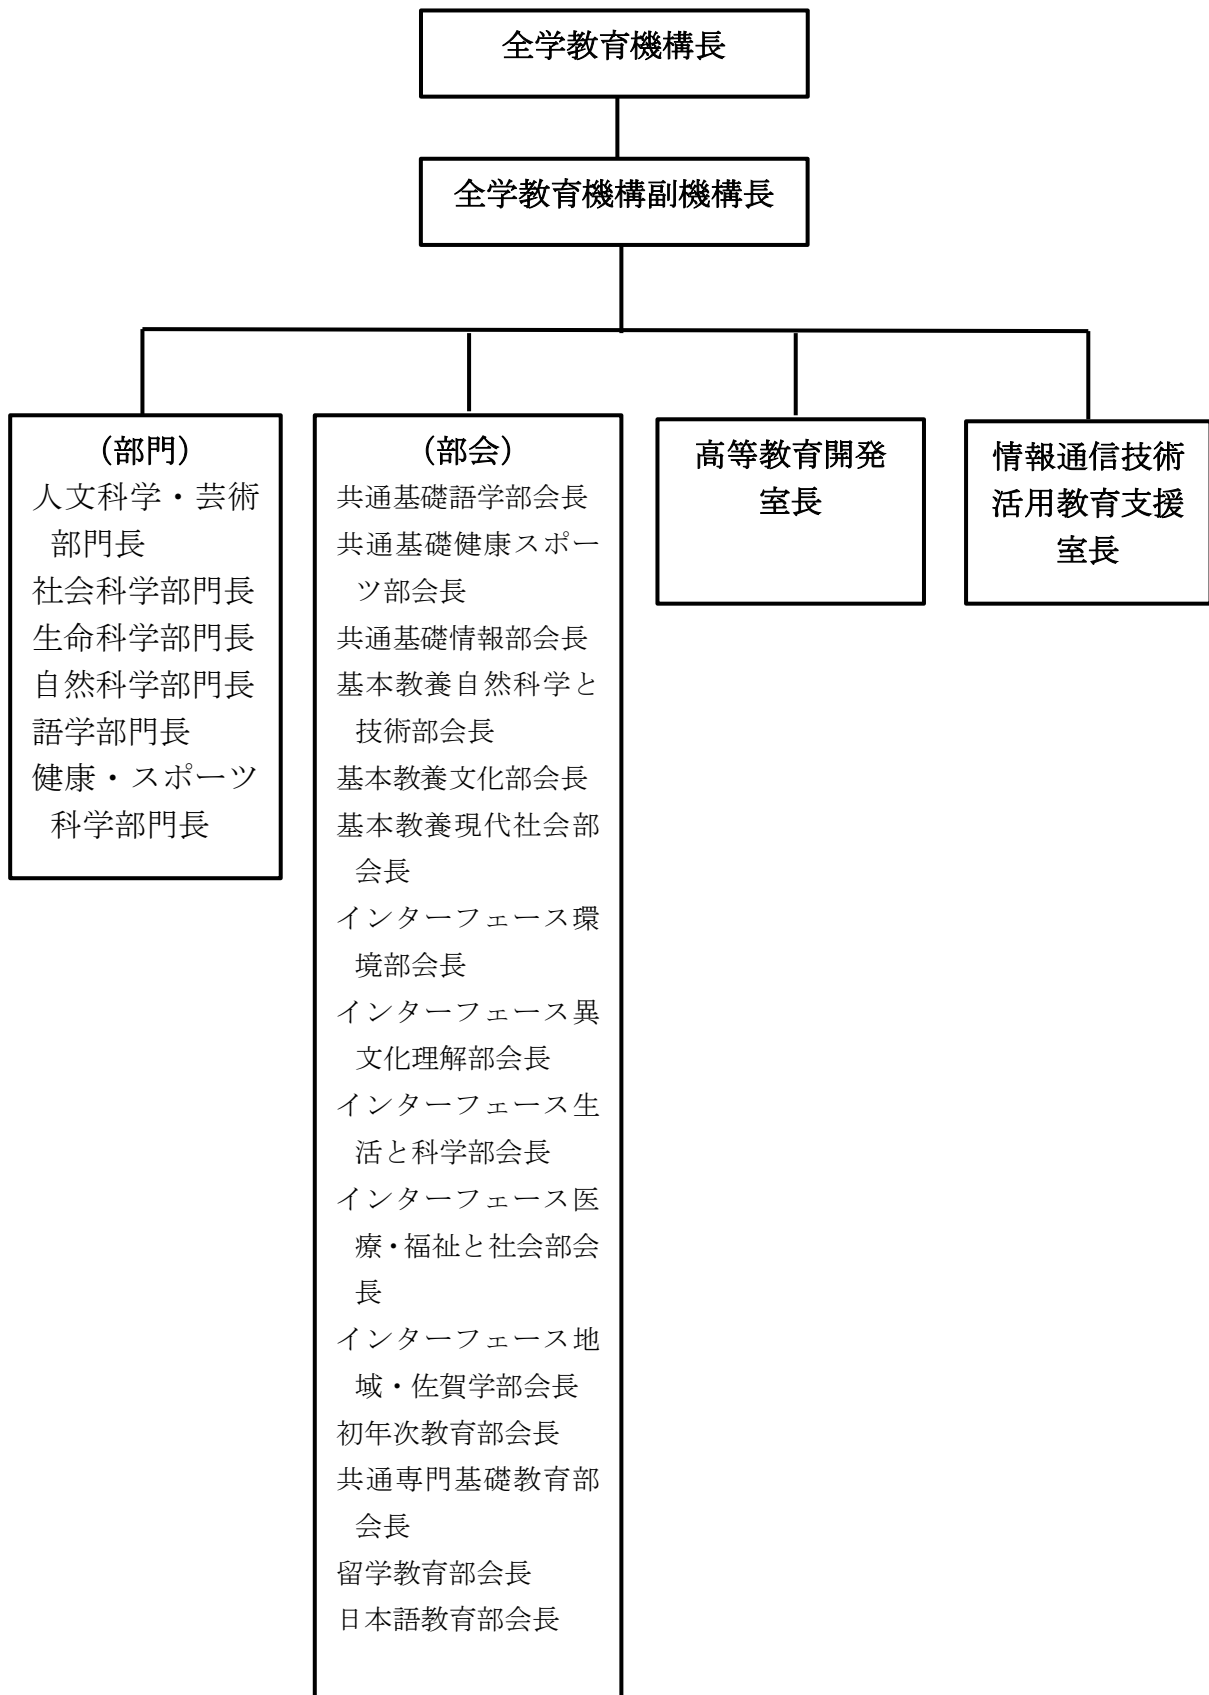 全学教育機構長
全学教育機構副機構長
(部門)
人文科学・芸術
部門長
社会科学部門長
生命科学部門長
自然科学部門長
語学部門長
健康・スポーツ
科学部門長
(部会)
共通基礎語学部会長
共通基礎健康スポー
ツ部会長
共通基礎情報部会長
基本教養自然科学と
技術部会長
基本教養文化部会長
基本教養現代社会部
会長
インターフェース環
境部会長
インターフェース異
文化理解部会長
インターフェース生
活と科学部会長
インターフェース医
療・福祉と社会部会
長
インターフェース地
域・佐賀学部会長
初年次教育部会長
共通専門基礎教育部
会長
留学教育部会長
日本語教育部会長
高等教育開発
室長
情報通信技術
活用教育支援
室長